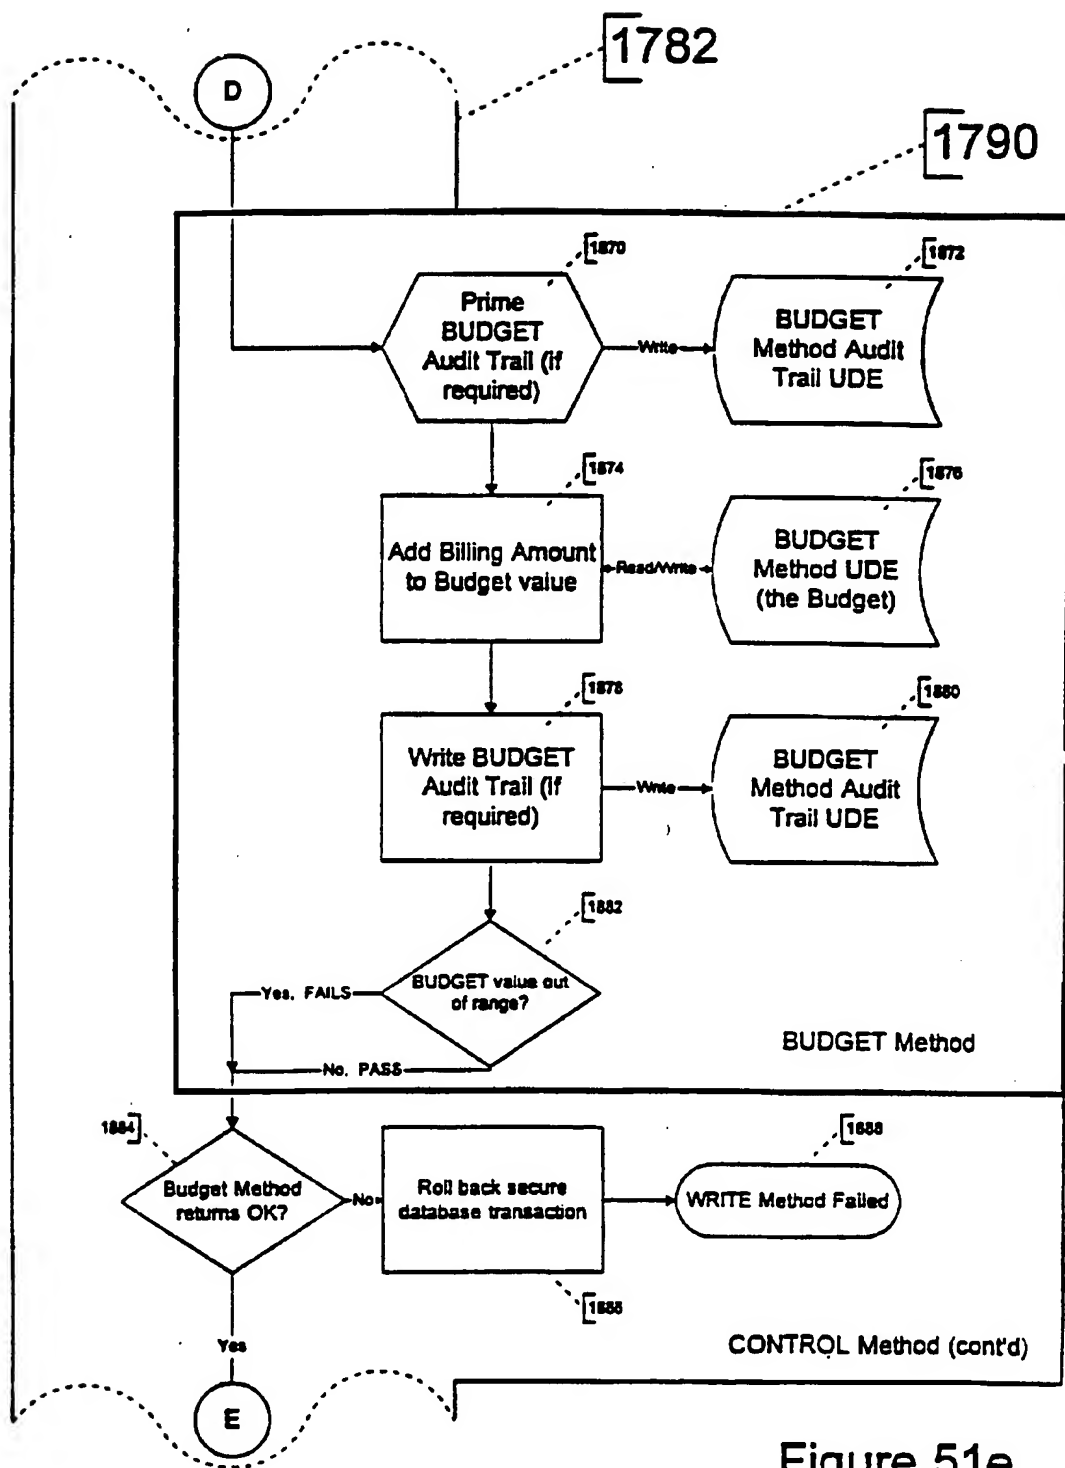 1782
D
1790
1870
Prime
BUDGET
Audit Trail (if
required)
Write
1872
BUDGET
Method Audit
Trail UDE
1874
Add Billing Amount
to Budget value
Read/Write
1876
BUDGET
Method UDE
(the Budget)
1878
Write BUDGET
Audit Trail (if
required)
Write
1880
BUDGET
Method Audit
Trail UDE
1882
BUDGET value out
of range?
Yes, FAILS
No, PASS
BUDGET Method
1884
Budget Method
returns OK?
No
Roll back secure
database transaction
1888
WRITE Method Failed
Yes
CONTROL Method (cont'd)
E
Figure 51e